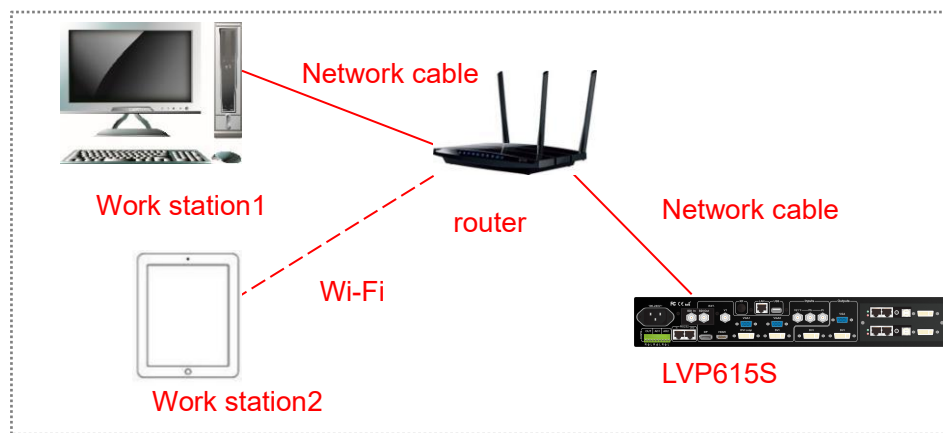 Network cable
Work station1
router
Network cable
Wi-Fi
LVP615S
Work station2